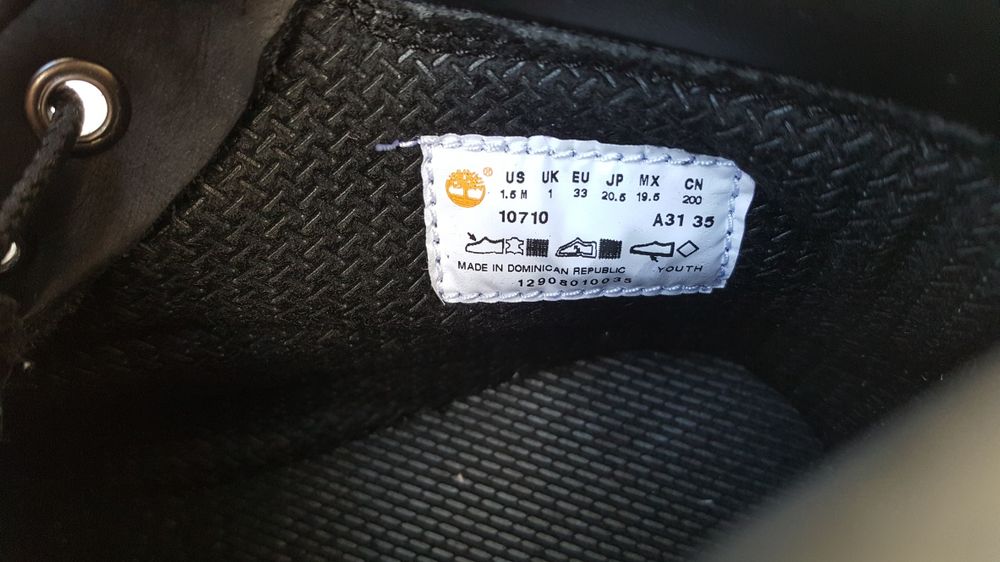 US UK EU JP MX CN
1.5 M 1 33 20.5 19.5 200
10710 A31 35
MADE IN DOMINICAN REPUBLIC YOUTH
12908010035